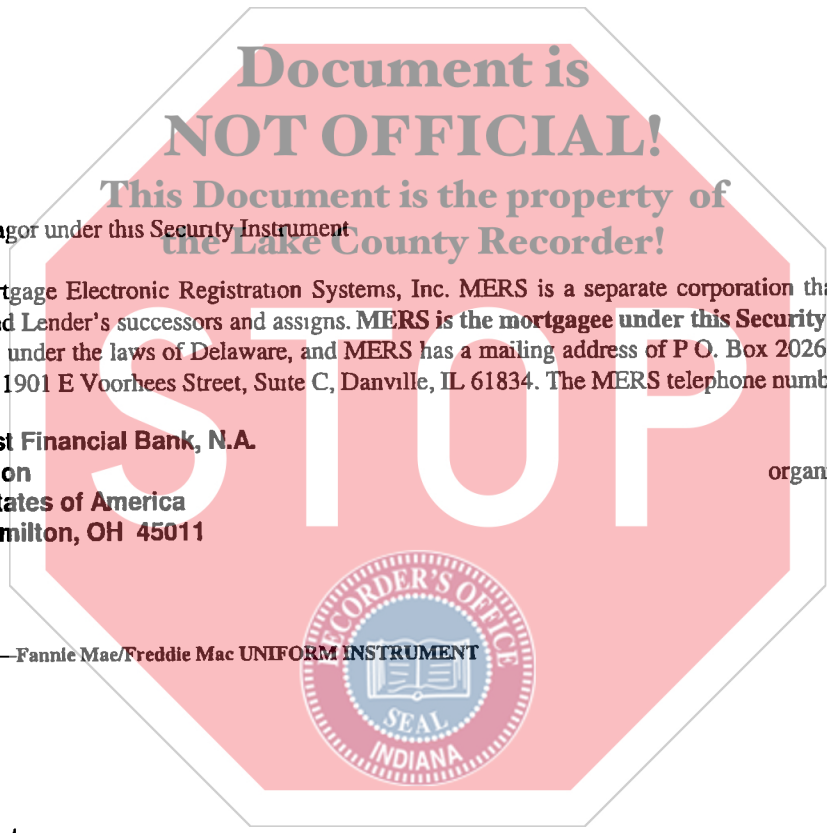 Document is
NOT OFFICIAL!
This Document is the property of
the Lake County Recorder!
agor under this Security Instrument
rtgage Electronic Registration Systems, Inc. MERS is a separate corporation tha
d Lender's successors and assigns. MERS is the mortgagee under this Security
under the laws of Delaware, and MERS has a mailing address of P O. Box 2026
1901 E Voorhees Street, Suite C, Danville, IL 61834. The MERS telephone numb
STOP
st Financial Bank, N.A.
on organi
tates of America
milton, OH 45011
RECORDER'S OFFICE
—Fannie Mae/Freddie Mac UNIFORM INSTRUMENT
SEAL
INDIANA